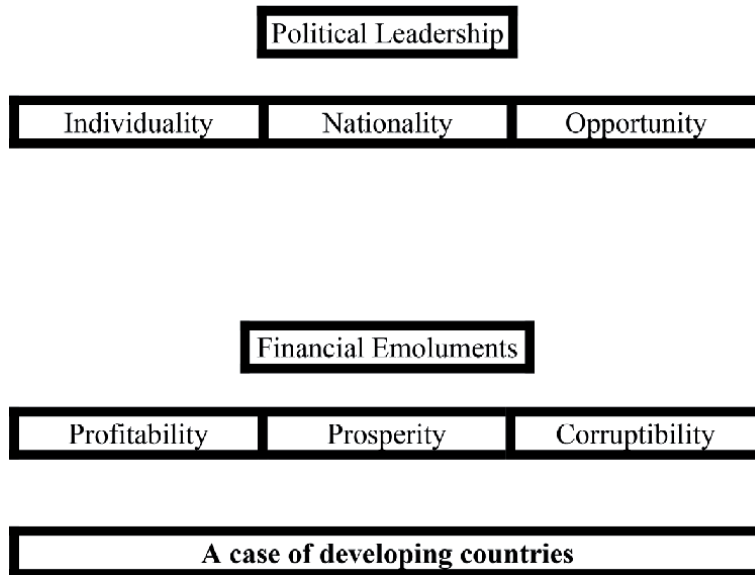 Political Leadership
Individuality Nationality Opportunity
Financial Emoluments
Profitability Prosperity Corruptibility
A case of developing countries